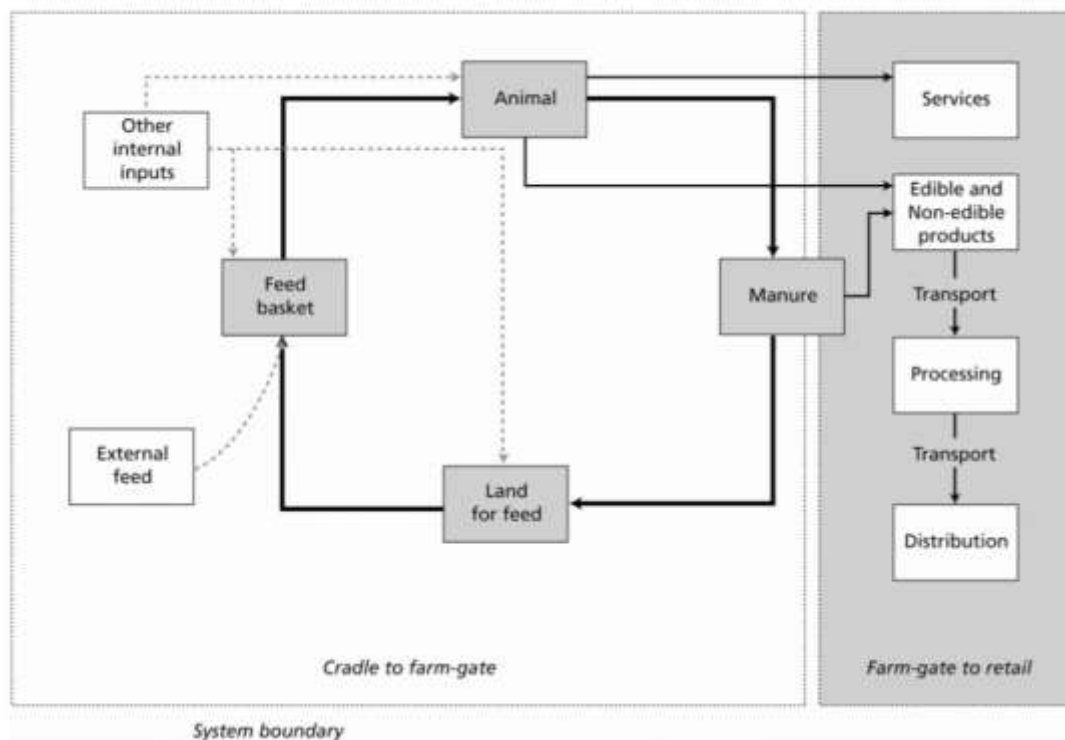 Animal
Services
Other
internal
inputs
Edible and
Non-edible
products
Feed
basket
Manure
Transport
Processing
External
feed
Transport
Land
for feed
Distribution
Cradle to farm-gate
Farm-gate to retail
System boundary